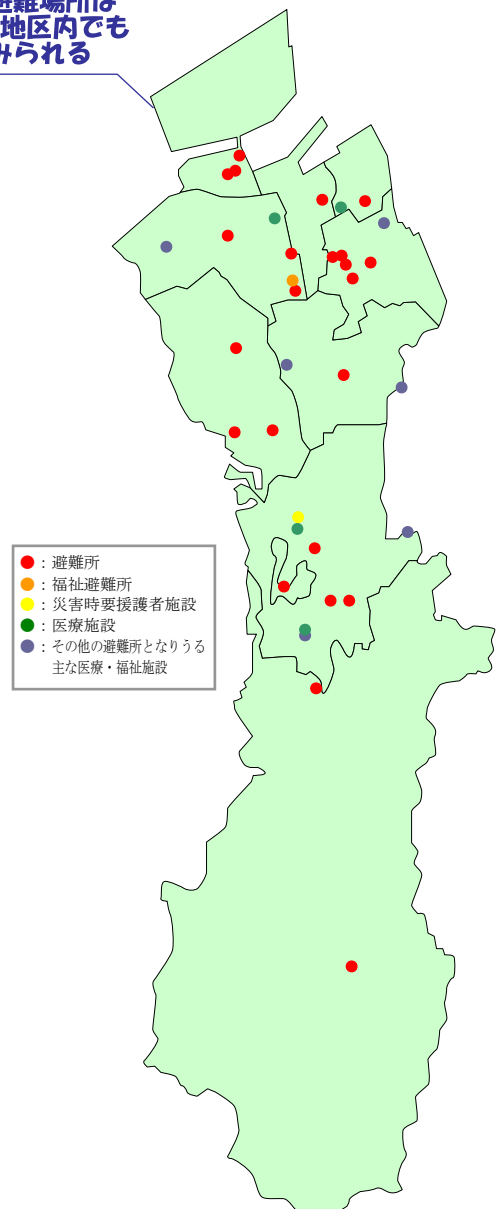 避難場所は
地区内でも
みられる
：避難所
：福祉避難所
：災害時要援護者施設
：医療施設
：その他の避難所となりうる
主な医療・福祉施設